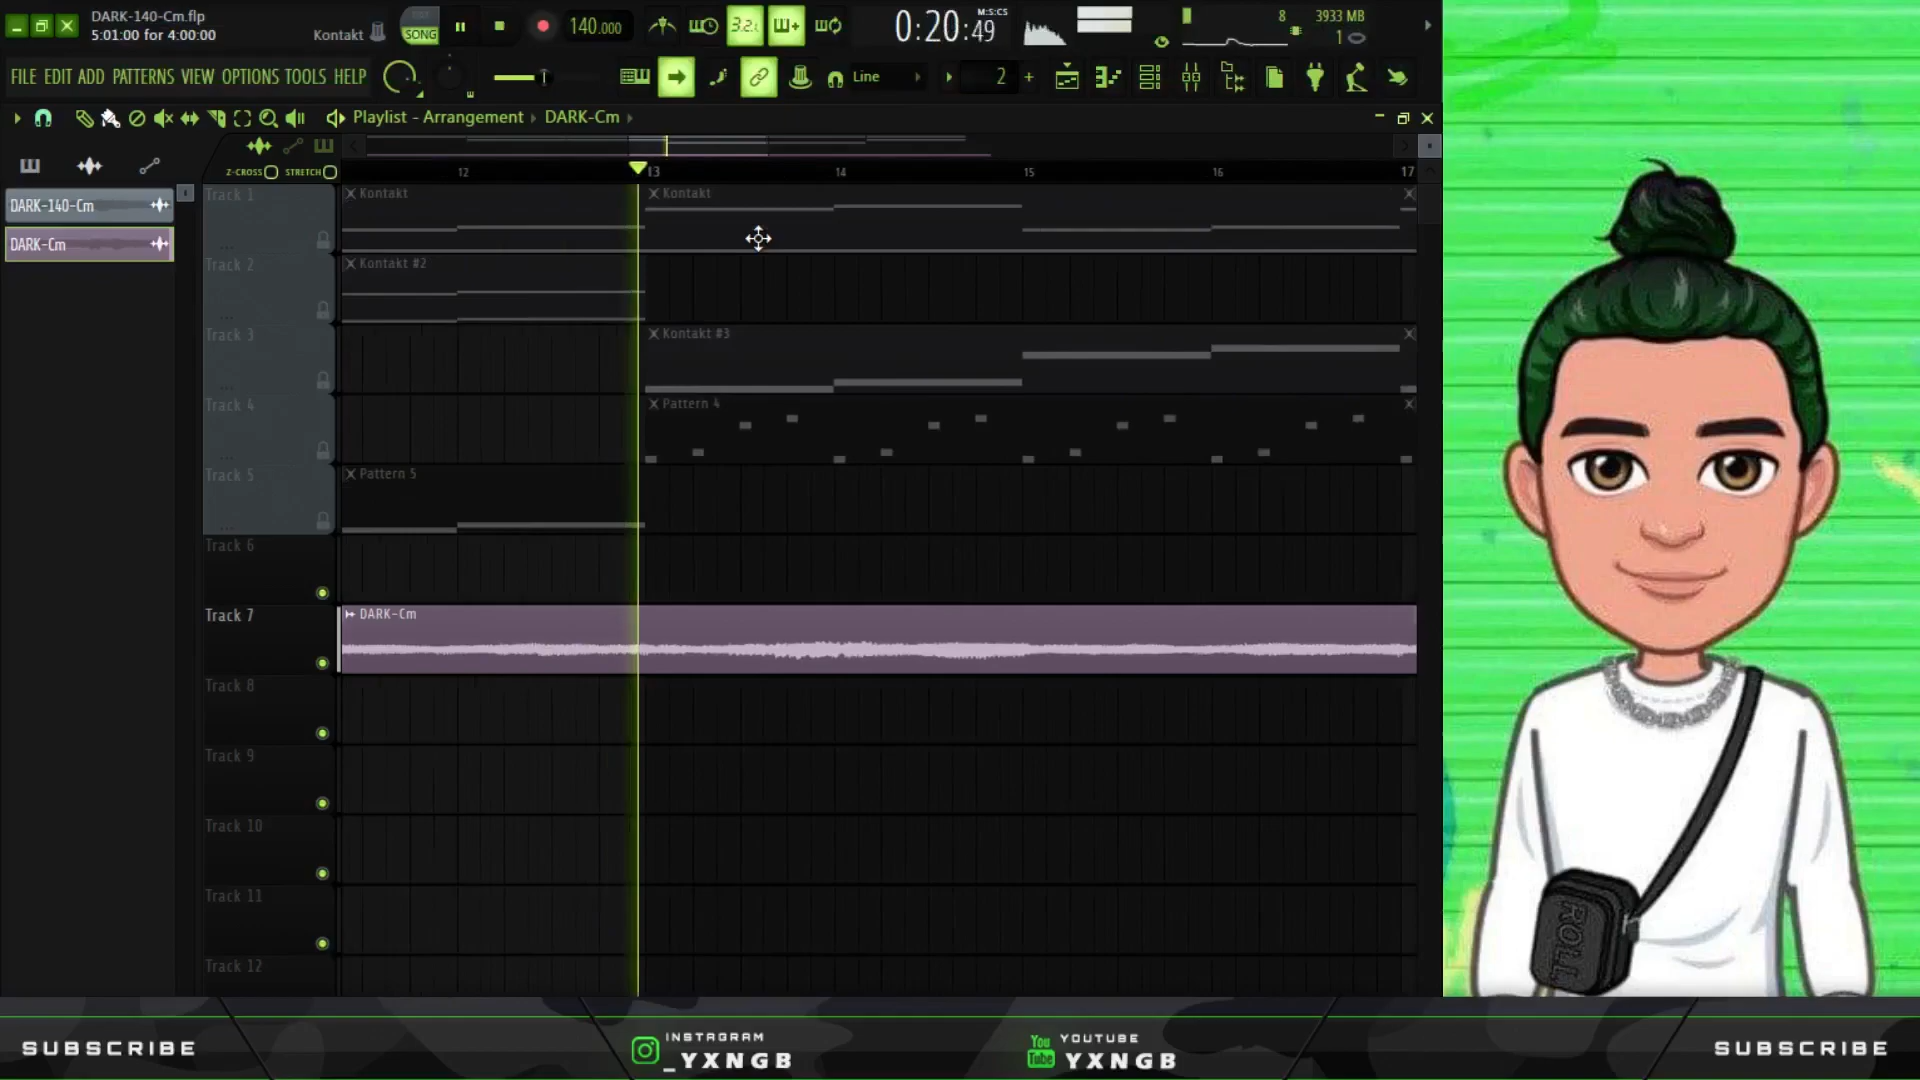 DARK-140-Cm.flp
5:01:00 for 4:00:00
Kontakt
SONG
140.000
3.2.
0:20:49
M:S:CS
8
3933 MB
1
FILE EDIT ADD PATTERNS VIEW OPTIONS TOOLS HELP
Line
2
Playlist - Arrangement
DARK-Cm
Z-CROSS
STRETCH
12
13
14
15
16
17
DARK-140-Cm
DARK-Cm
Track 1
Kontakt
Kontakt
Track 2
Kontakt #2
Track 3
Kontakt #3
Track 4
Pattern 4
Track 5
Pattern 5
Track 6
Track 7
DARK-Cm
Track 8
Track 9
Track 10
Track 11
Track 12
ROLL
SUBSCRIBE
INSTAGRAM
_YXNGB
You
Tube
YOUTUBE
YXNGB
SUBSCRIBE